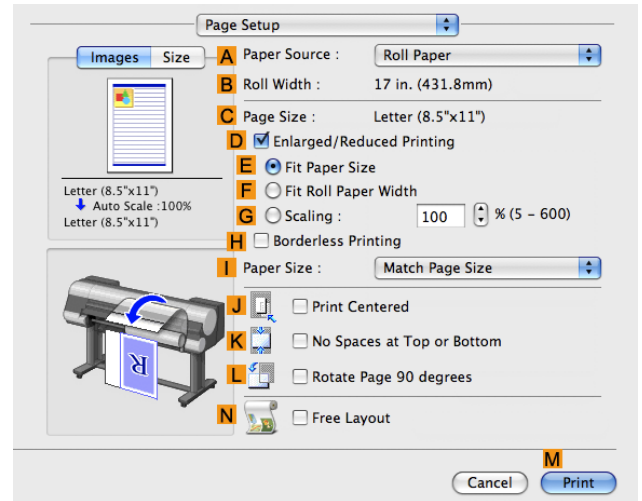 Page Setup
Images Size
A Paper Source : Roll Paper
B Roll Width : 17 in. (431.8mm)
C Page Size : Letter (8.5"x11")
D Enlarged/Reduced Printing
E Fit Paper Size
F Fit Roll Paper Width
G Scaling : 100 % (5 – 600)
Letter (8.5"x11")
Auto Scale :100%
Letter (8.5"x11")
H Borderless Printing
I Paper Size : Match Page Size
J Print Centered
K No Spaces at Top or Bottom
L Rotate Page 90 degrees
R
N Free Layout
M
Cancel Print